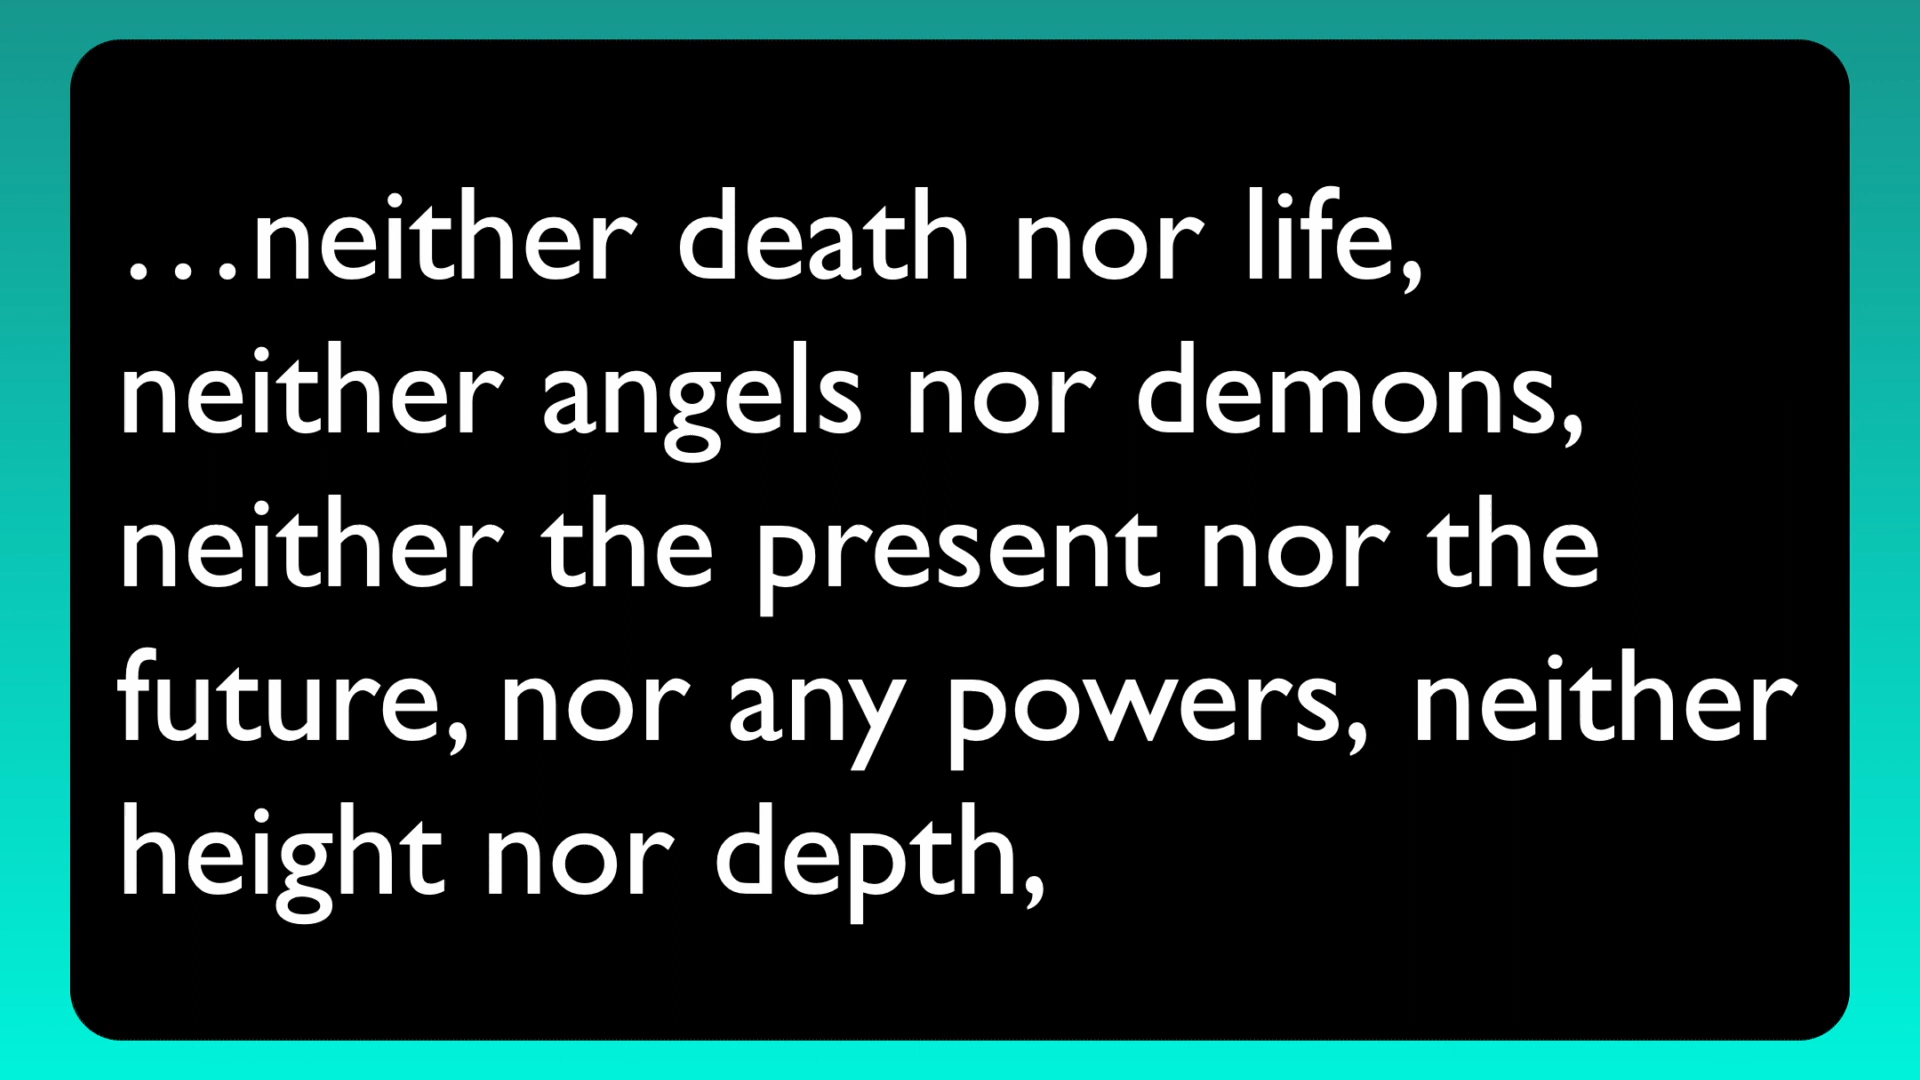 …neither death nor life,
neither angels nor demons,
neither the present nor the
future, nor any powers, neither
height nor depth,